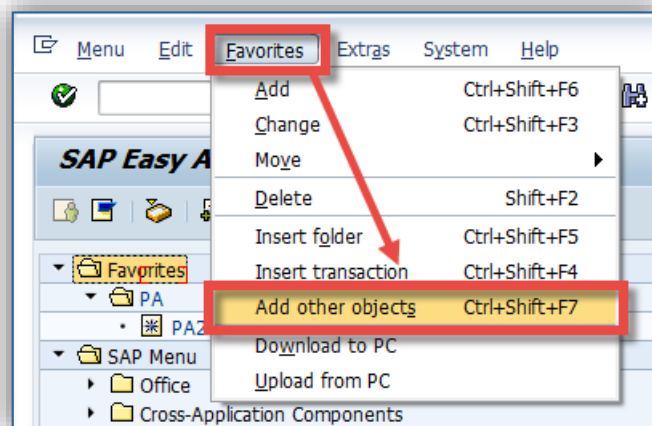 Menu Edit Favorites Extras System Help
Add Ctrl+Shift+F6
Change Ctrl+Shift+F3
Move
SAP Easy A
Delete Shift+F2
Insert folder Ctrl+Shift+F5
Favorites
Insert transaction Ctrl+Shift+F4
PA
Add other objects Ctrl+Shift+F7
PA2
Download to PC
SAP Menu
Upload from PC
Office
Cross-Application Components